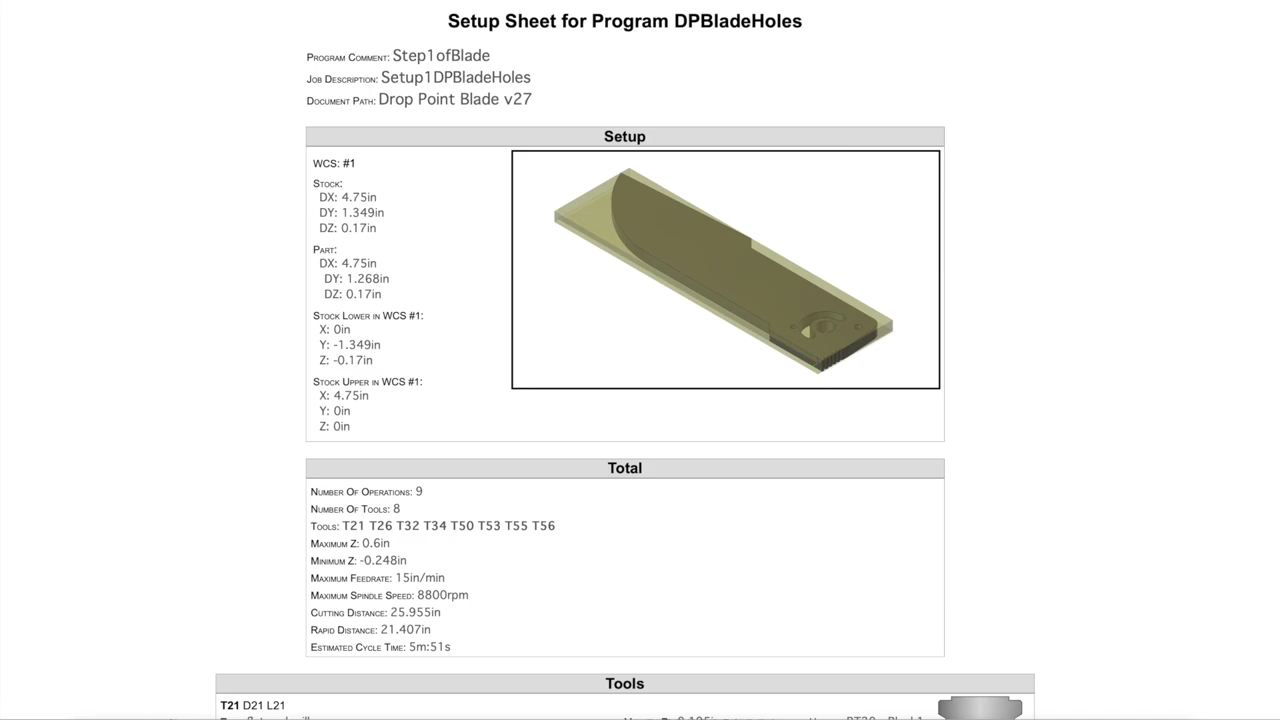 Setup Sheet for Program DPBladeHoles
Program Comment: Step1ofBlade
Job Description: Setup1DPBladeHoles
Document Path: Drop Point Blade v27
Setup
WCS: #1
Stock:
DX: 4.75in
DY: 1.349in
DZ: 0.17in
Part:
DX: 4.75in
DY: 1.268in
DZ: 0.17in
Stock Lower in WCS #1:
X: 0in
Y: -1.349in
Z: -0.17in
Stock Upper in WCS #1:
X: 4.75in
Y: 0in
Z: 0in
Total
Number Of Operations: 9
Number Of Tools: 8
Tools: T21 T26 T32 T34 T50 T53 T55 T56
Maximum Z: 0.6in
Minimum Z: -0.248in
Maximum Feedrate: 15in/min
Maximum Spindle Speed: 8800rpm
Cutting Distance: 25.955in
Rapid Distance: 21.407in
Estimated Cycle Time: 5m:51s
Tools
T21 D21 L21